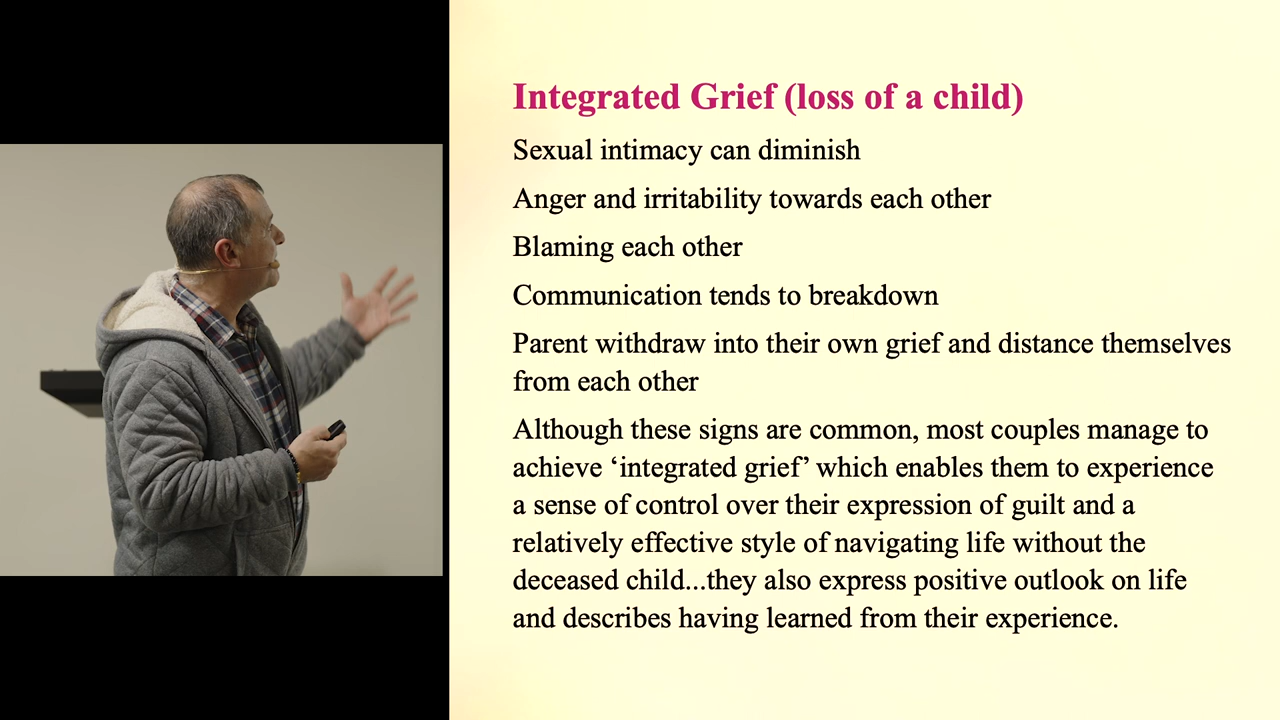 Integrated Grief (loss of a child)
Sexual intimacy can diminish
Anger and irritability towards each other
Blaming each other
Communication tends to breakdown
Parent withdraw into their own grief and distance themselves
from each other
Although these signs are common, most couples manage to
achieve ‘integrated grief’ which enables them to experience
a sense of control over their expression of guilt and a
relatively effective style of navigating life without the
deceased child...they also express positive outlook on life
and describes having learned from their experience.